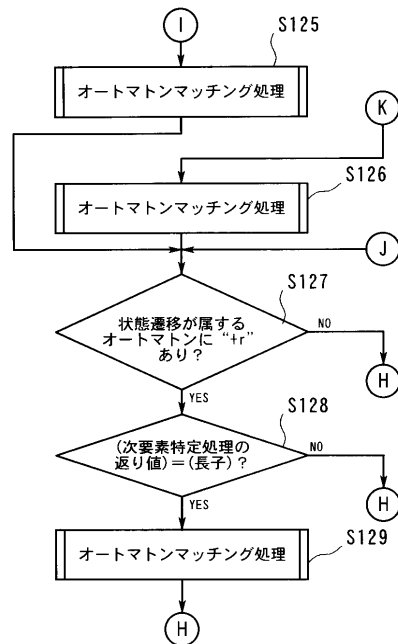 I
S125
オートマトンマッチング処理
K
S126
オートマトンマッチング処理
J
S127
状態遷移が属する
オートマトンに “tr”
あり？
NO
H
YES
S128
(次要素特定処理の
返り値)＝(長子)？
NO
H
YES
S129
オートマトンマッチング処理
H